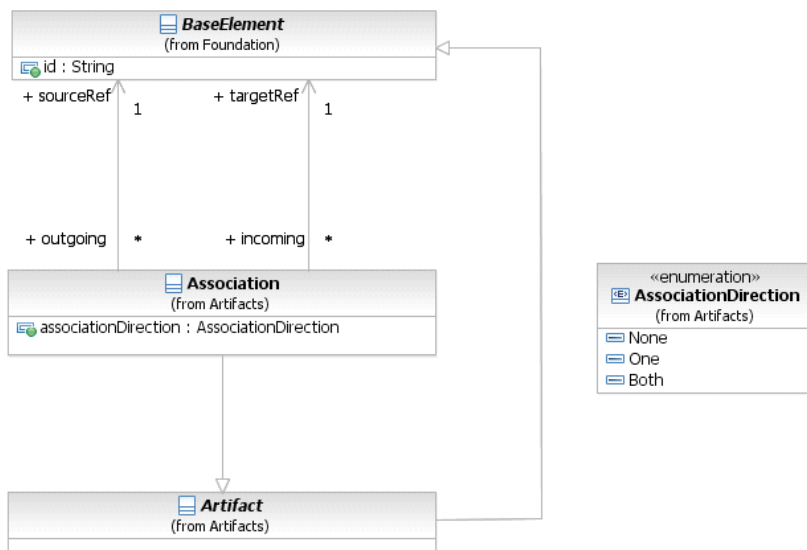 BaseElement
(from Foundation)
id : String
+ sourceRef
1
+ targetRef
1
+ outgoing
*
+ incoming
*
Association
(from Artifacts)
associationDirection : AssociationDirection
«enumeration»
<E> AssociationDirection
(from Artifacts)
None
One
Both
Artifact
(from Artifacts)